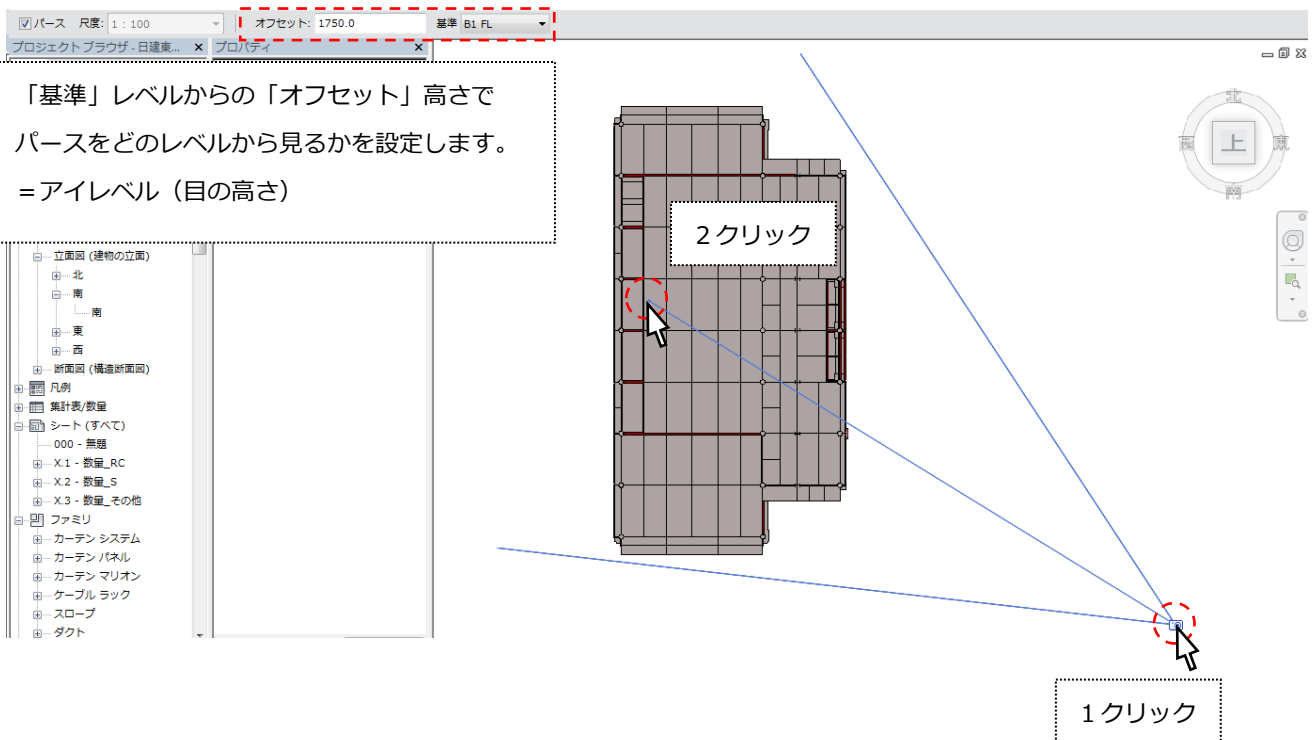 パース 尺度: 1 : 100 オフセット: 1750.0 基準 B1 FL
プロジェクト ブラウザ - 日建東... プロパティ
「基準」レベルからの「オフセット」高さで
パースをどのレベルから見るかを設定します。
＝アイレベル（目の高さ）
立面図 (建物の立面)
北
南
南
東
西
断面図 (構造断面図)
凡例
集計表/数量
シート (すべて)
000 - 無題
X.1 - 数量_RC
X.2 - 数量_S
X.3 - 数量_その他
ファミリ
カーテン システム
カーテン パネル
カーテン マリオン
ケーブル ラック
スロープ
ダクト
２クリック
北
西 上 東
南
１クリック